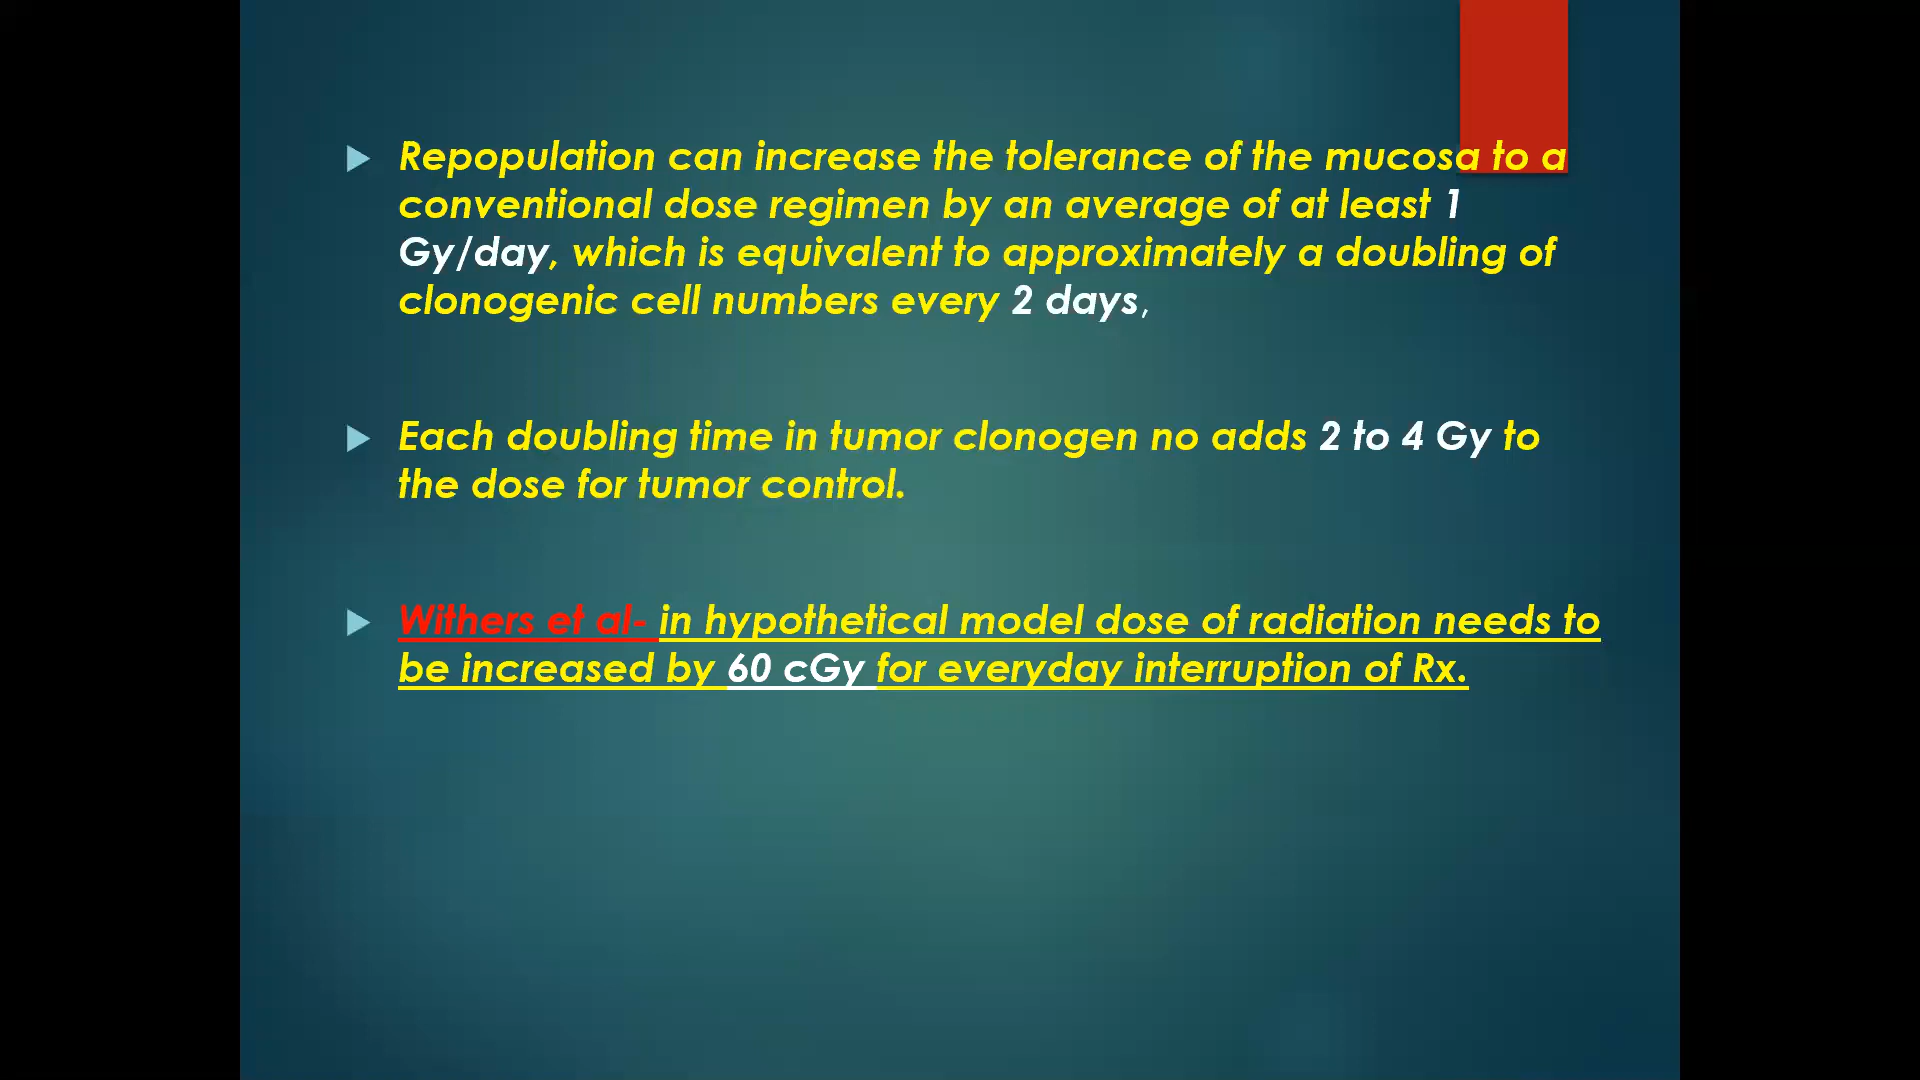 Repopulation can increase the tolerance of the mucosa to a
conventional dose regimen by an average of at least 1
Gy/day, which is equivalent to approximately a doubling of
clonogenic cell numbers every 2 days,
Each doubling time in tumor clonogen no adds 2 to 4 Gy to
the dose for tumor control.
Withers et al- in hypothetical model dose of radiation needs to
be increased by 60 cGy for everyday interruption of Rx.